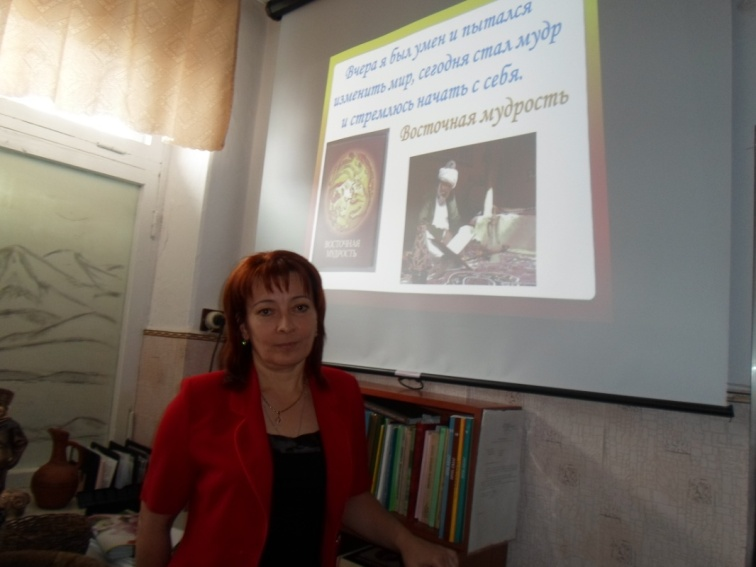 Вчера я был умен и пытался
изменить мир, сегодня стал мудр
и стремлюсь начать с себя.
Восточная мудрость
ВОСТОЧНАЯ
МУДРОСТЬ